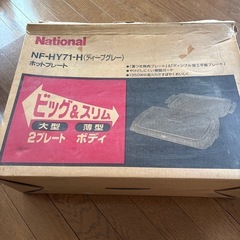 National
NF-HY71-H(ディープグレー)
ホットプレート
ビッグ&スリム
大型 薄型
2プレート ボディ